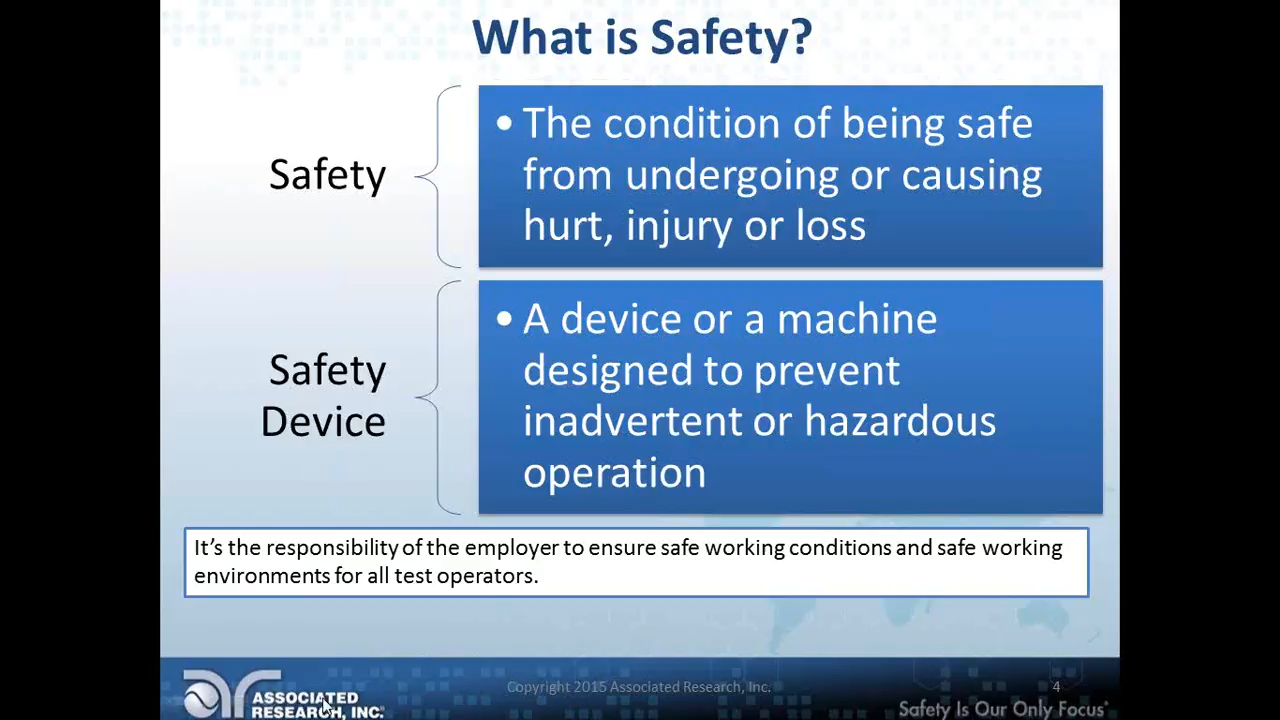 What is Safety?
Safety
• The condition of being safe
from undergoing or causing
hurt, injury or loss
Safety
Device
• A device or a machine
designed to prevent
inadvertent or hazardous
operation
It’s the responsibility of the employer to ensure safe working conditions and safe working
environments for all test operators.
ASSOCIATED
RESEARCH, INC.
Copyright 2015 Associated Research, Inc.
4
Safety Is Our Only Focus®